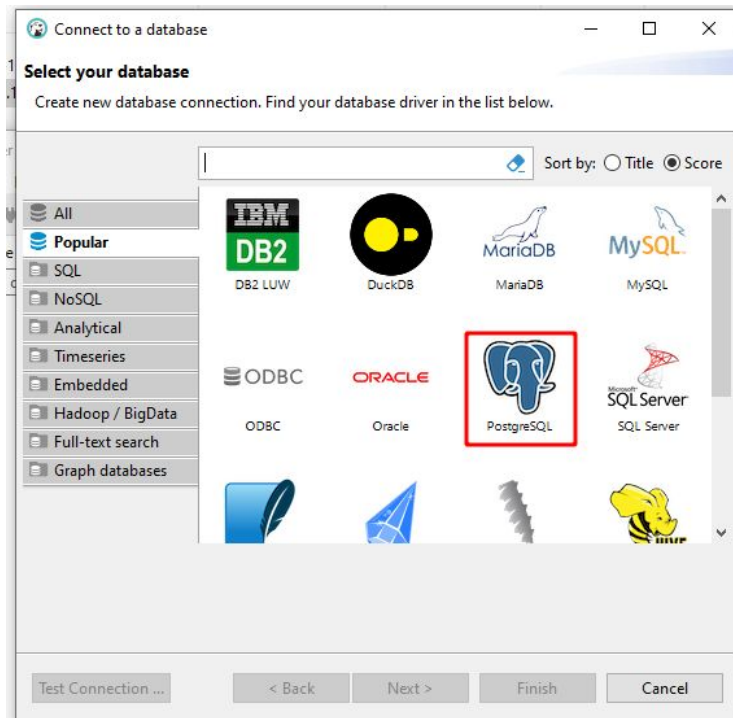 Connect to a database
Select your database
Create new database connection. Find your database driver in the list below.
Sort by: Title Score
All
Popular
SQL
NoSQL
Analytical
Timeseries
Embedded
Hadoop / BigData
Full-text search
Graph databases
IBM
DB2
DB2 LUW
DuckDB
MariaDB
MariaDB
MySQL
MySQL
ODBC
ODBC
ORACLE
Oracle
PostgreSQL
Microsoft
SQL Server
SQL Server
HIVE
Test Connection ...
< Back
Next >
Finish
Cancel